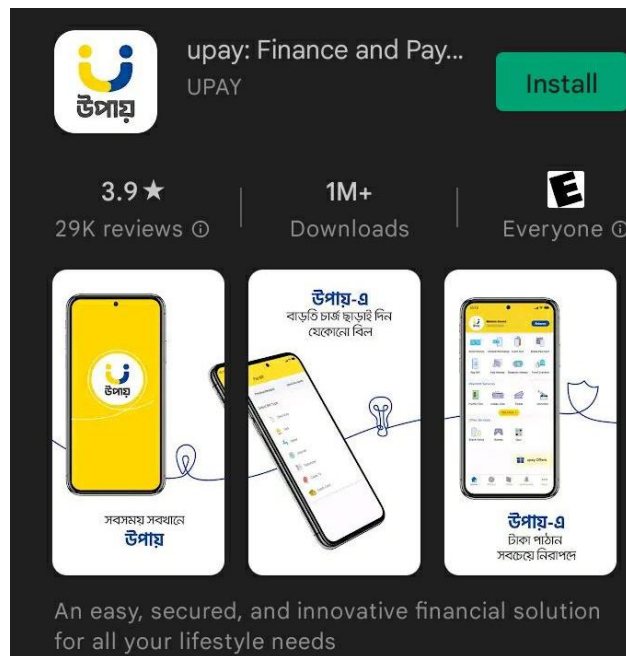 upay: Finance and Pay...
UPAY
উপায়
Install
3.9★
29K reviews
1M+
Downloads
E
Everyone
উপায়
সবসময় সবখানে
উপায়
উপায়-এ
বাড়তি চার্জ ছাড়াই দিন
যেকোনো বিল
উপায়-এ
টাকা পাঠান
সবচেয়ে নিরাপদে
An easy, secured, and innovative financial solution
for all your lifestyle needs